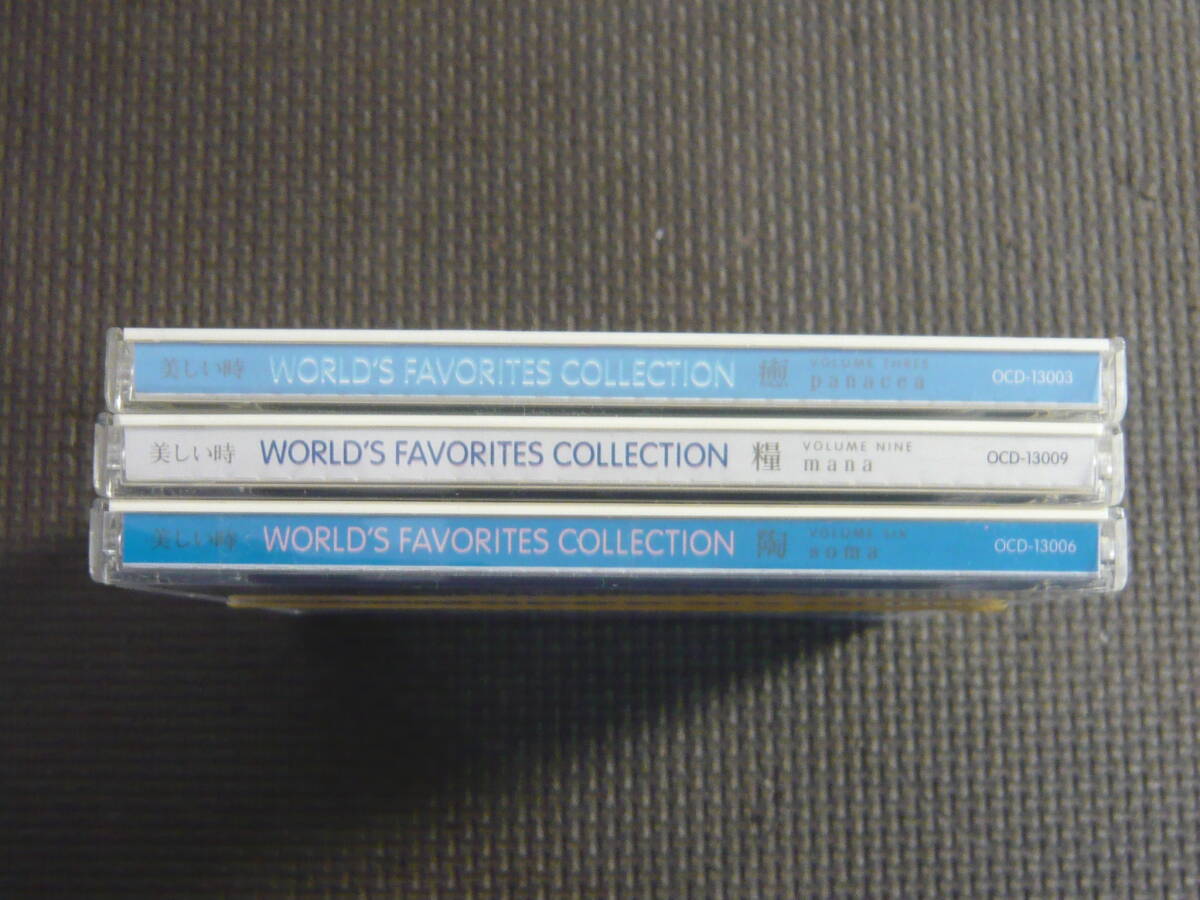 美しい時 WORLD'S FAVORITES COLLECTION 癒 VOLUME THREE panacea OCD-13003
美しい時 WORLD'S FAVORITES COLLECTION 糧 VOLUME NINE mana OCD-13009
美しい時 WORLD'S FAVORITES COLLECTION 陶 VOLUME SIX soma OCD-13006